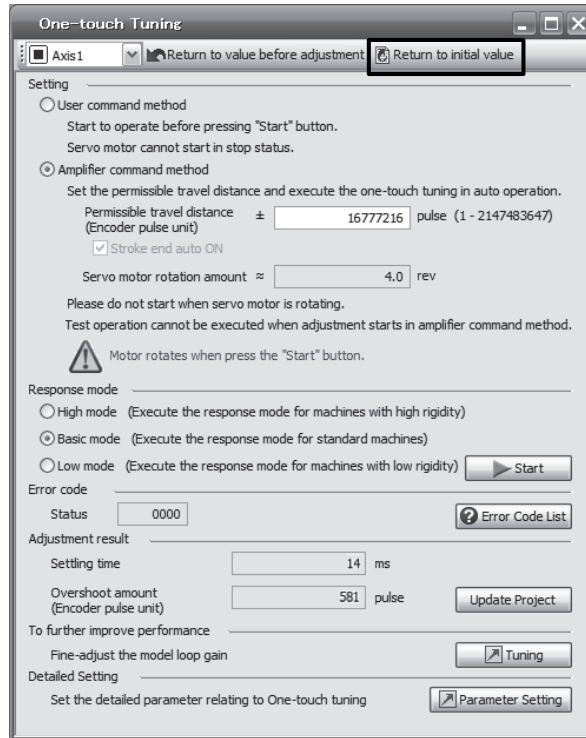 One-touch Tuning
Axis1 Return to value before adjustment Return to initial value
Setting
User command method
Start to operate before pressing "Start" button.
Servo motor cannot start in stop status.
Amplifier command method
Set the permissible travel distance and execute the one-touch tuning in auto operation.
Permissible travel distance ± 16777216 pulse (1 - 2147483647)
(Encoder pulse unit)
Stroke end auto ON
Servo motor rotation amount ≈ 4.0 rev
Please do not start when servo motor is rotating.
Test operation cannot be executed when adjustment starts in amplifier command method.
Motor rotates when press the "Start" button.
Response mode
High mode (Execute the response mode for machines with high rigidity)
Basic mode (Execute the response mode for standard machines)
Low mode (Execute the response mode for machines with low rigidity) Start
Error code
Status 0000 Error Code List
Adjustment result
Settling time 14 ms
Overshoot amount 581 pulse Update Project
(Encoder pulse unit)
To further improve performance
Fine-adjust the model loop gain Tuning
Detailed Setting
Set the detailed parameter relating to One-touch tuning Parameter Setting